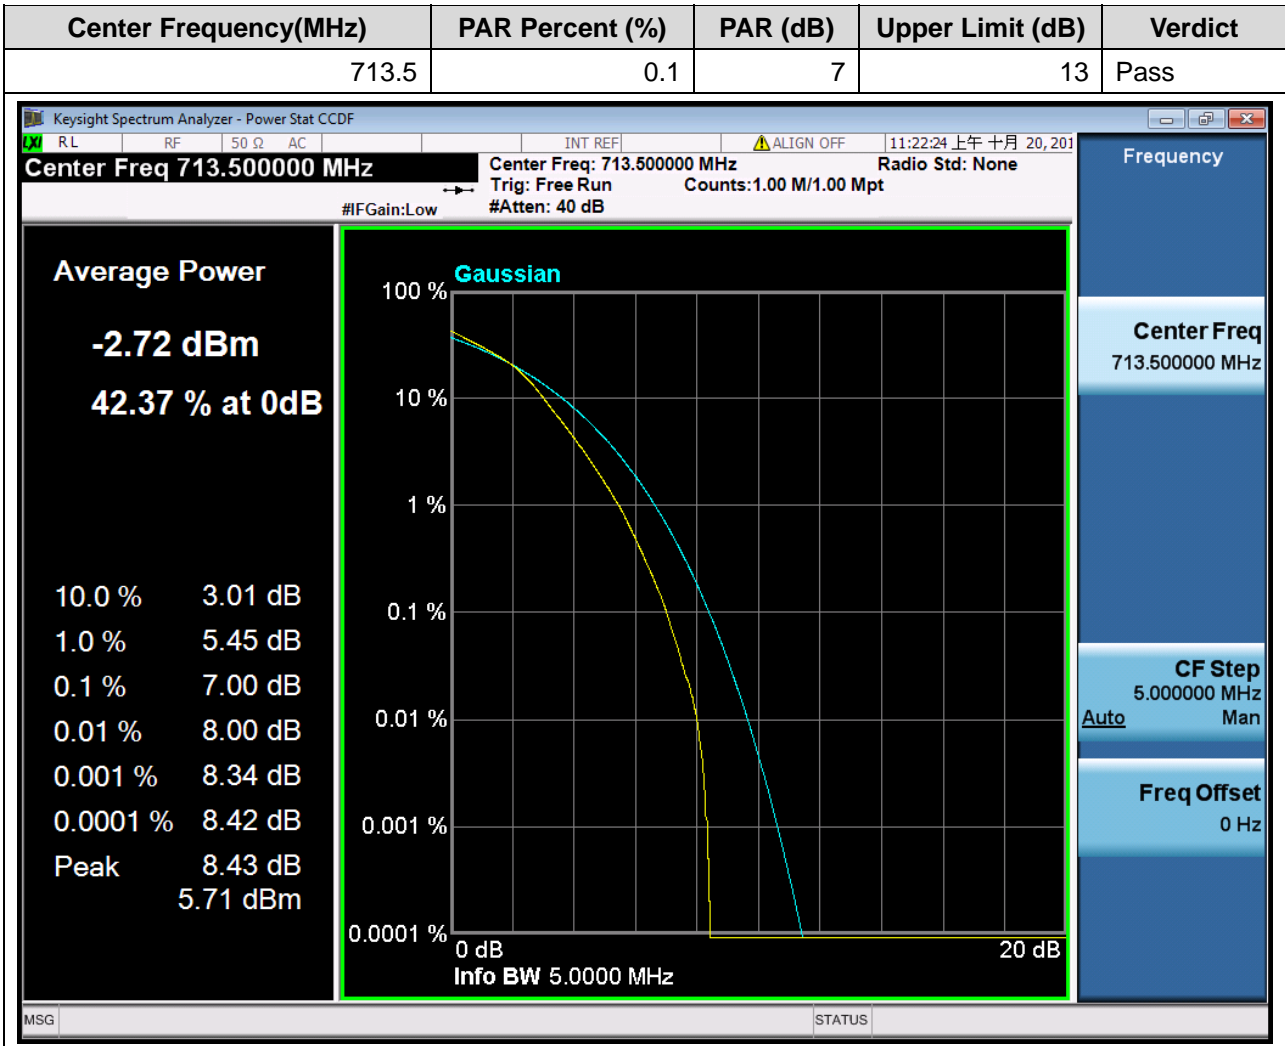 Center Frequency(MHz) PAR Percent (%) PAR (dB) Upper Limit (dB) Verdict
713.5 0.1 7 13 Pass
Keysight Spectrum Analyzer - Power Stat CCDF
LXI RL RF 50 Ω AC INT REF ALIGN OFF 11:22:24 上午 十月 20, 201
Center Freq 713.500000 MHz
Center Freq: 713.500000 MHz Radio Std: None
Trig: Free Run Counts:1.00 M/1.00 Mpt
#IFGain:Low #Atten: 40 dB
Average Power
-2.72 dBm
42.37 % at 0dB
10.0 % 3.01 dB
1.0 % 5.45 dB
0.1 % 7.00 dB
0.01 % 8.00 dB
0.001 % 8.34 dB
0.0001 % 8.42 dB
Peak 8.43 dB
5.71 dBm
Gaussian
100 %
10 %
1 %
0.1 %
0.01 %
0.001 %
0.0001 %
0 dB 20 dB
Info BW 5.0000 MHz
Frequency
Center Freq
713.500000 MHz
CF Step
5.000000 MHz
Auto Man
Freq Offset
0 Hz
MSG STATUS